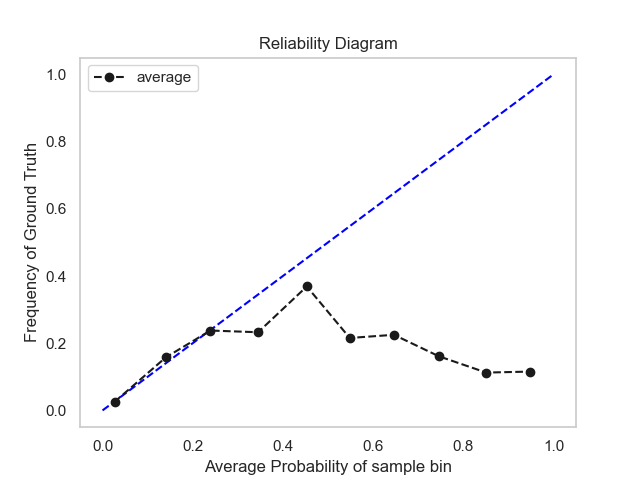 Reliability Diagram
average
Frequency of Ground Truth
1.0
0.8
0.6
0.4
0.2
0.0
0.0 0.2 0.4 0.6 0.8 1.0
Average Probability of sample bin